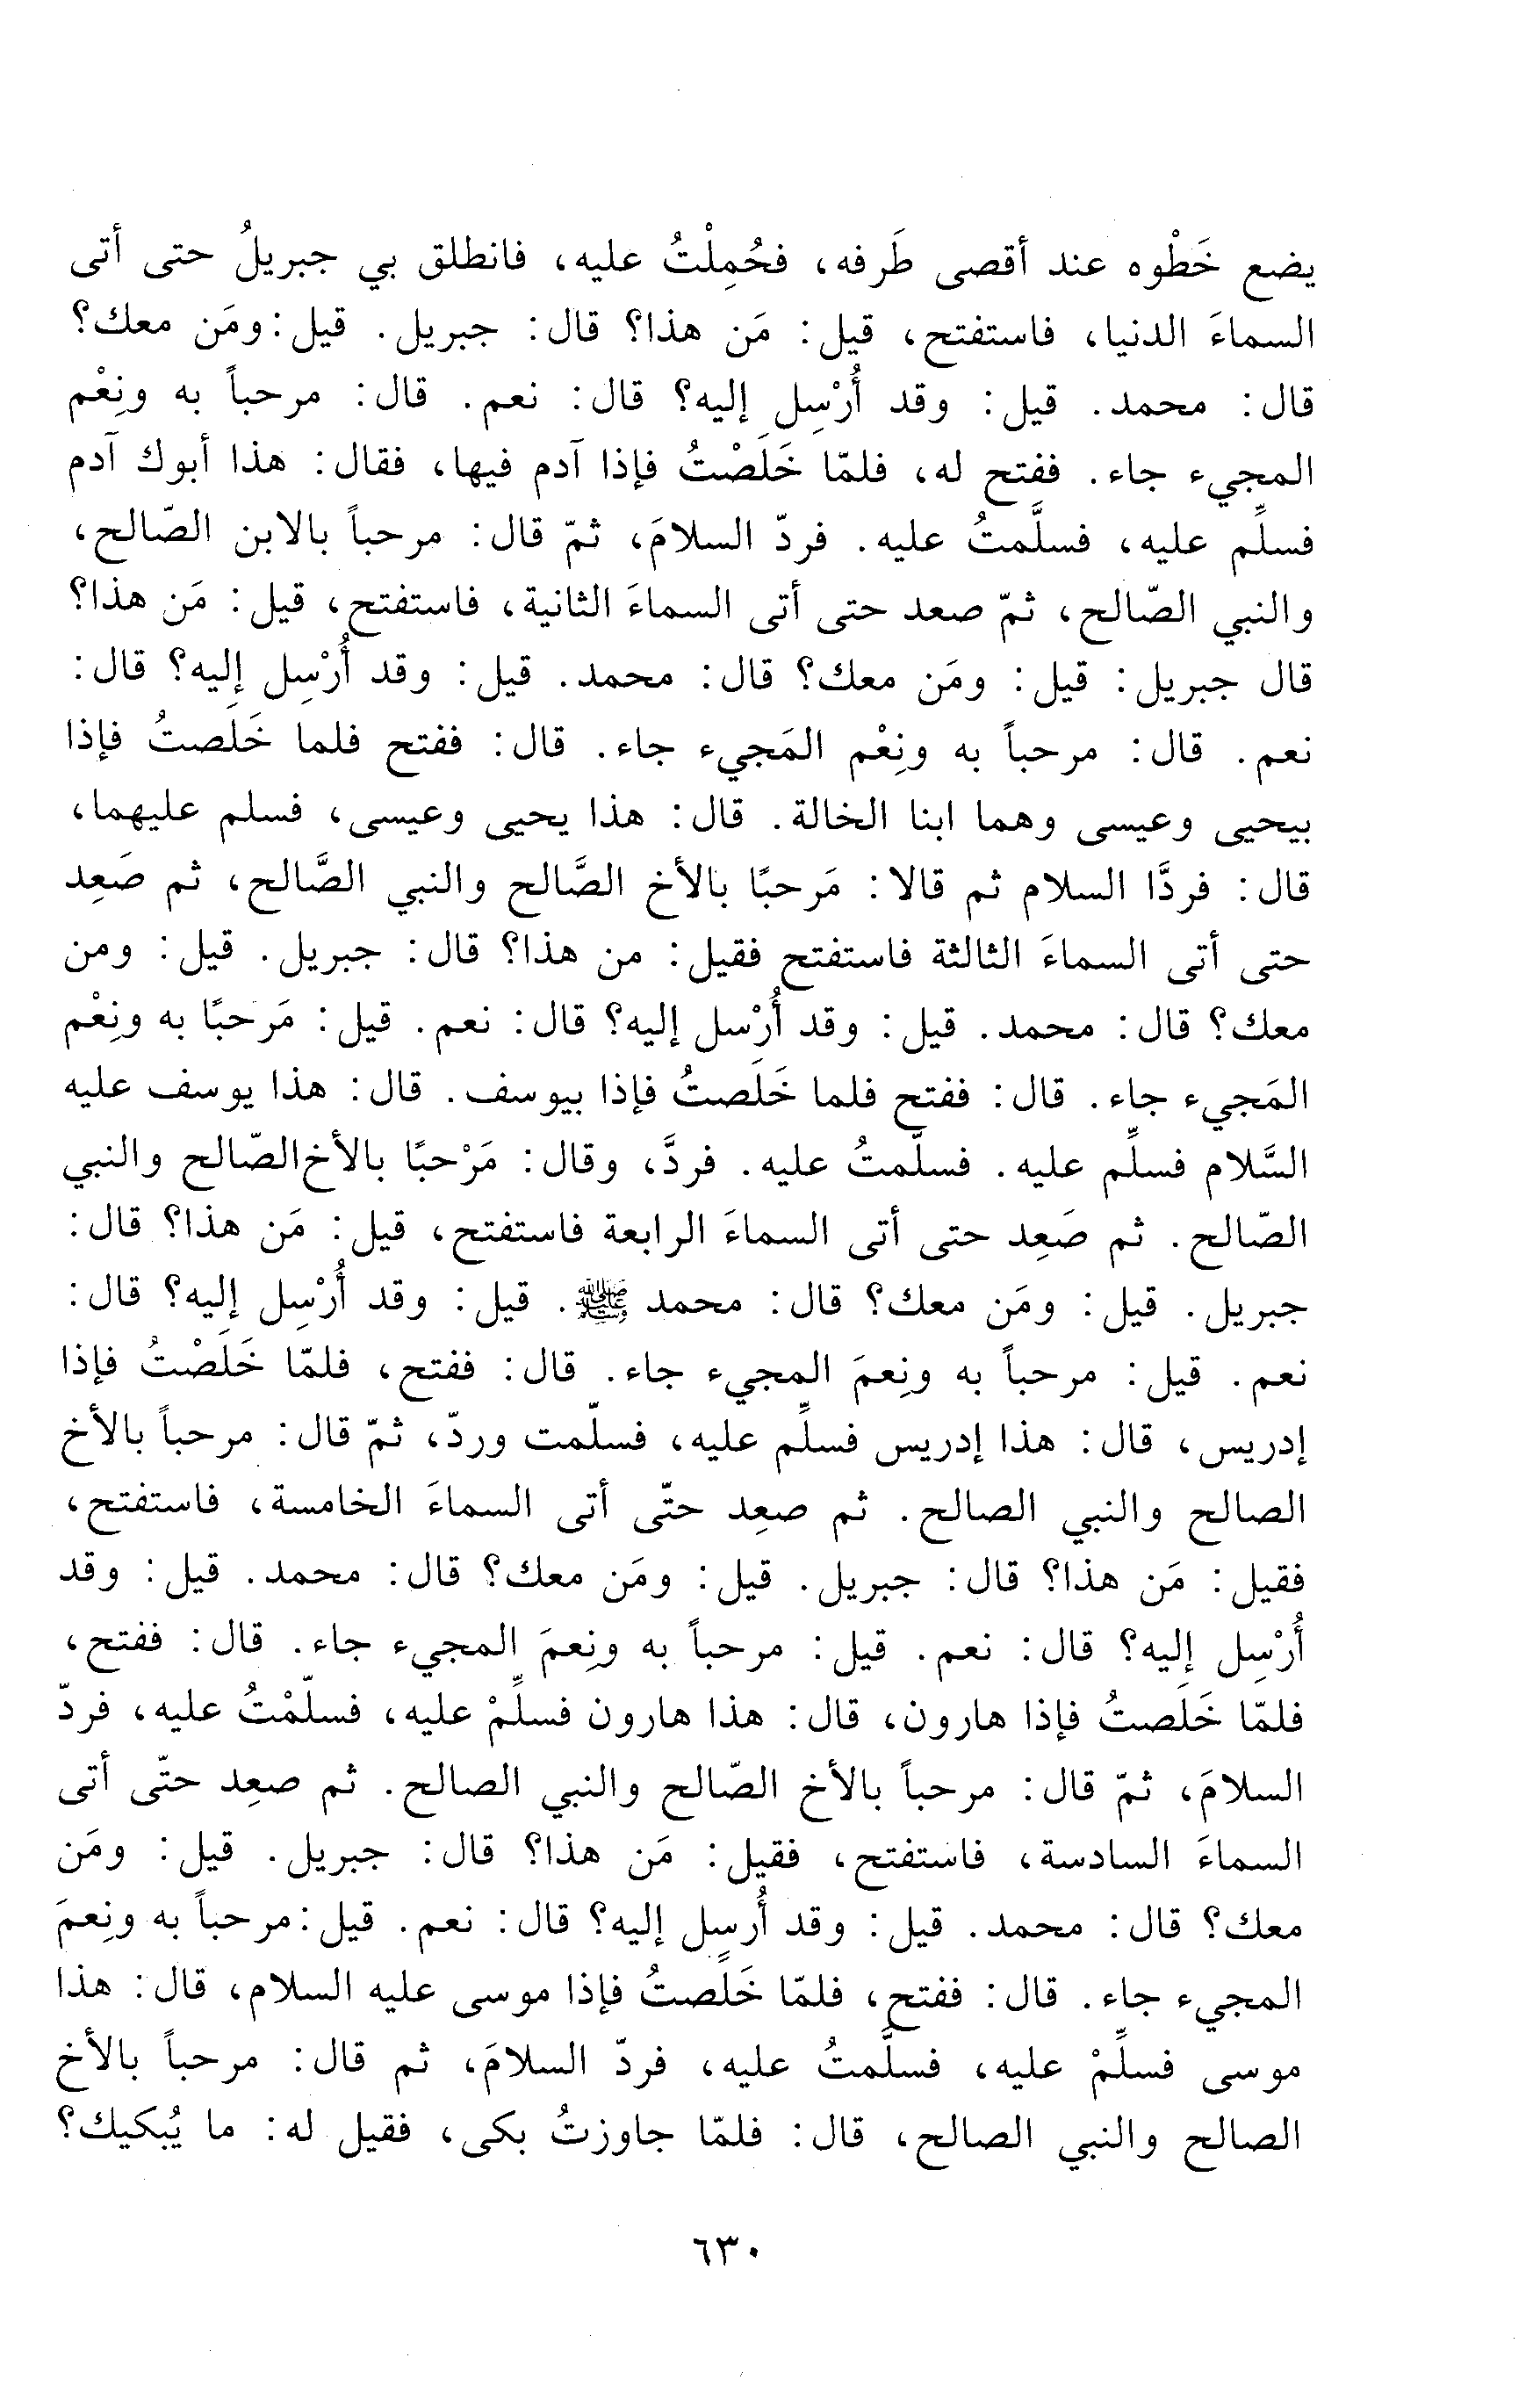 يضع خَطْوه عند أقصى طَرفه، فحُمِلْتُ عليه، فانطلق بي جبريلُ حتى أتى
السماءَ الدنيا، فاستفتح، قيل: مَن هذا؟ قال: جبريل. قيل: ومَن معك؟
قال: محمد. قيل: وقد أُرْسِل إليه؟ قال: نعم. قال: مرحباً به ونِعْم
المجيء جاء. ففتح له، فلمّا خَلَصْتُ فإذا آدم فيها، فقال: هذا أبوك آدم
فسلِّم عليه، فسلَّمتُ عليه. فردّ السلامَ، ثمّ قال: مرحباً بالابن الصّالح،
والنبي الصّالح، ثمّ صعد حتى أتى السماءَ الثانية، فاستفتح، قيل: مَن هذا؟
قال جبريل: قيل: ومَن معك؟ قال: محمد. قيل: وقد أُرْسِل إليه؟ قال:
نعم. قال: مرحباً به ونِعْم المَجيء جاء. قال: ففتح فلما خَلَصتُ فإذا
بيحيى وعيسى وهما ابنا الخالة. قال: هذا يحيى وعيسى، فسلم عليهما،
قال: فردَّا السلام ثم قالا: مَرحبًا بالأخ الصَّالح والنبي الصَّالح، ثم صَعِد
حتى أتى السماءَ الثالثة فاستفتح فقيل: من هذا؟ قال: جبريل. قيل: ومن
معك؟ قال: محمد. قيل: وقد أُرْسل إليه؟ قال: نعم. قيل: مَرحبًا به ونِعْم
المَجيء جاء. قال: ففتح فلما خَلَصتُ فإذا بيوسف. قال: هذا يوسف عليه
السَّلام فسلِّم عليه. فسلّمتُ عليه. فردَّ، وقال: مَرْحبًا بالأخ الصّالح والنبي
الصّالح. ثم صَعِد حتى أتى السماءَ الرابعة فاستفتح، قيل: مَن هذا؟ قال:
جبريل. قيل: ومَن معك؟ قال: محمد ﷺ. قيل: وقد أُرْسِل إليه؟ قال:
نعم. قيل: مرحباً به ونِعمَ المجيء جاء. قال: ففتح، فلمّا خَلَصْتُ فإذا
إدريس، قال: هذا إدريس فسلِّم عليه، فسلّمت وردّ، ثمّ قال: مرحباً بالأخ
الصالح والنبي الصالح. ثم صعِد حتّى أتى السماءَ الخامسة، فاستفتح،
فقيل: مَن هذا؟ قال: جبريل. قيل: ومَن معك؟ قال: محمد. قيل: وقد
أُرْسِل إليه؟ قال: نعم. قيل: مرحباً به ونِعمَ المجيء جاء. قال: ففتح،
فلمّا خَلَصتُ فإذا هارون، قال: هذا هارون فسلِّمْ عليه، فسلّمْتُ عليه، فردّ
السلامَ، ثمّ قال: مرحباً بالأخ الصّالح والنبي الصالح. ثم صعِد حتّى أتى
السماءَ السادسة، فاستفتح، فقيل: مَن هذا؟ قال: جبريل. قيل: ومَن
معك؟ قال: محمد. قيل: وقد أُرسِل إليه؟ قال: نعم. قيل: مرحباً به ونِعمَ
المجيء جاء. قال: ففتح، فلمّا خَلَصتُ فإذا موسى عليه السلام، قال: هذا
موسى فسلِّمْ عليه، فسلَّمتُ عليه، فردّ السلامَ، ثم قال: مرحباً بالأخ
الصالح والنبي الصالح، قال: فلمّا جاوزتُ بكى، فقيل له: ما يُبكيك؟
٦٣٠